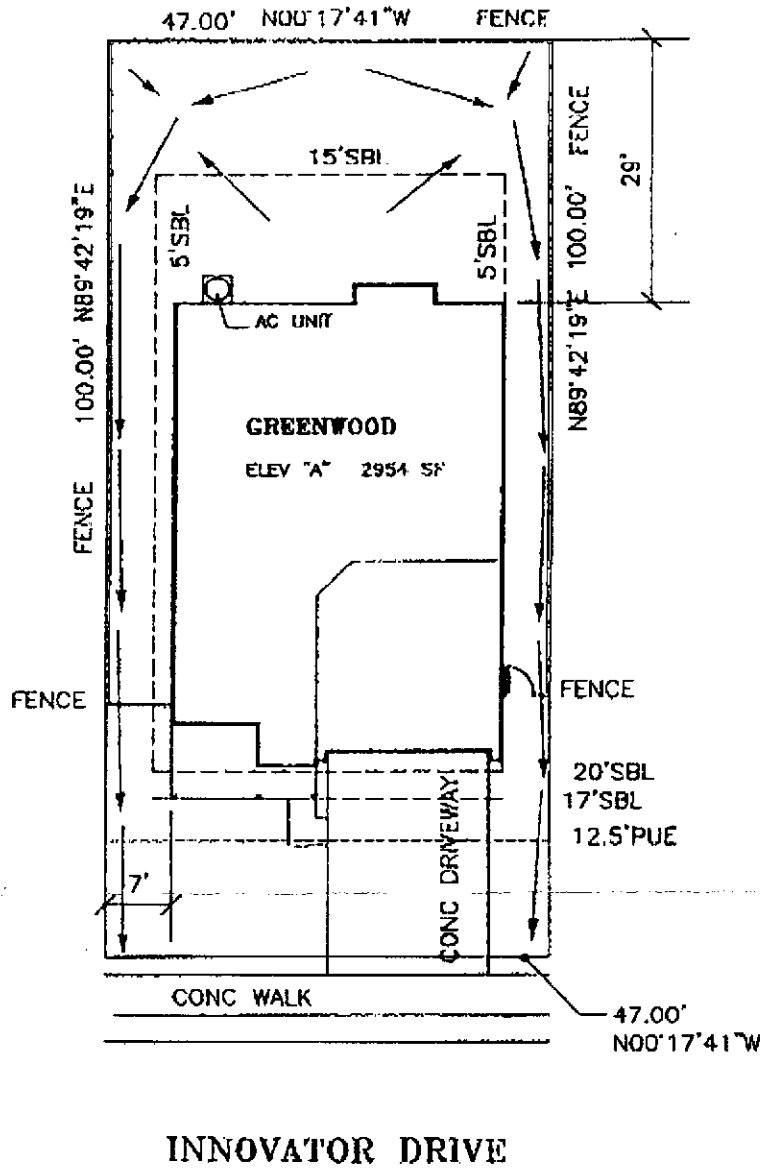 47.00' N00°17'41"W FENCE
FENCE
29'
15'SBL
5'SBL
5'SBL
100.00' N89°42'19"E
N89°42'19"E 100.00'
AC UNIT
GREENWOOD
ELEV "A" 2954 SF
FENCE
FENCE
FENCE
20'SBL
17'SBL
12.5'PUE
CONC DRIVEWAY
7'
CONC WALK
47.00'
N00°17'41"W
INNOVATOR DRIVE